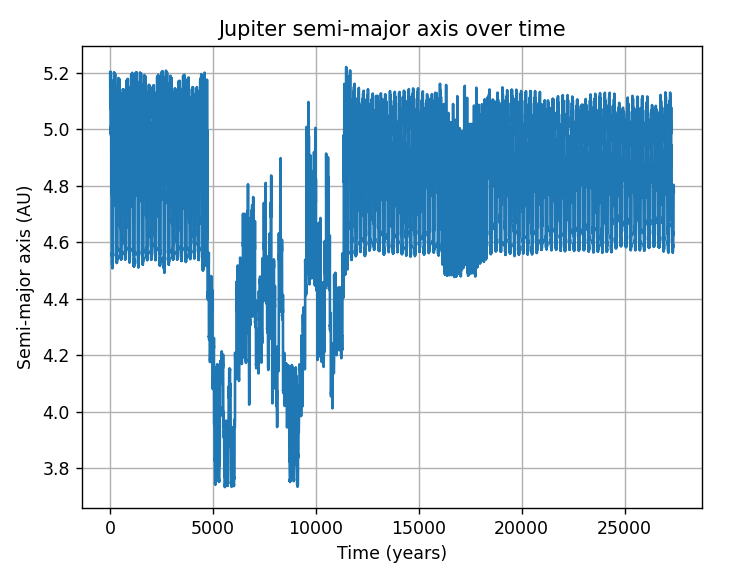 Jupiter semi-major axis over time
Semi-major axis (AU)
5.2
5.0
4.8
4.6
4.4
4.2
4.0
3.8
0 5000 10000 15000 20000 25000
Time (years)